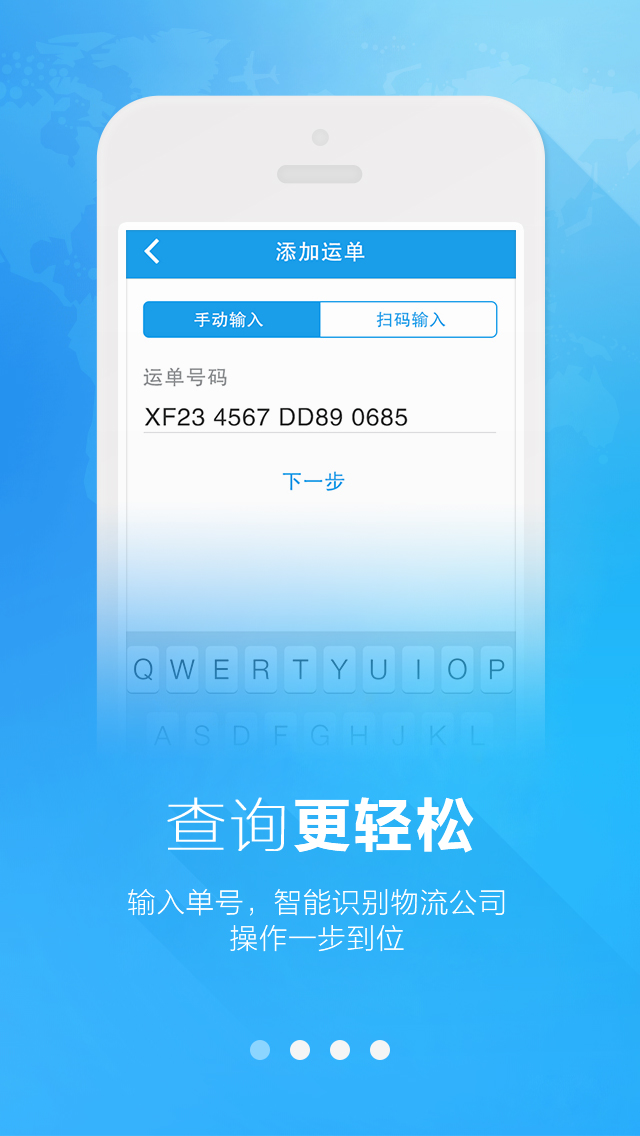 添加运单
手动输入 扫码输入
运单号码
XF23 4567 DD89 0685
下一步
Q W E R T Y U I O P
A S D F G H J K L
查询更轻松
输入单号，智能识别物流公司
操作一步到位